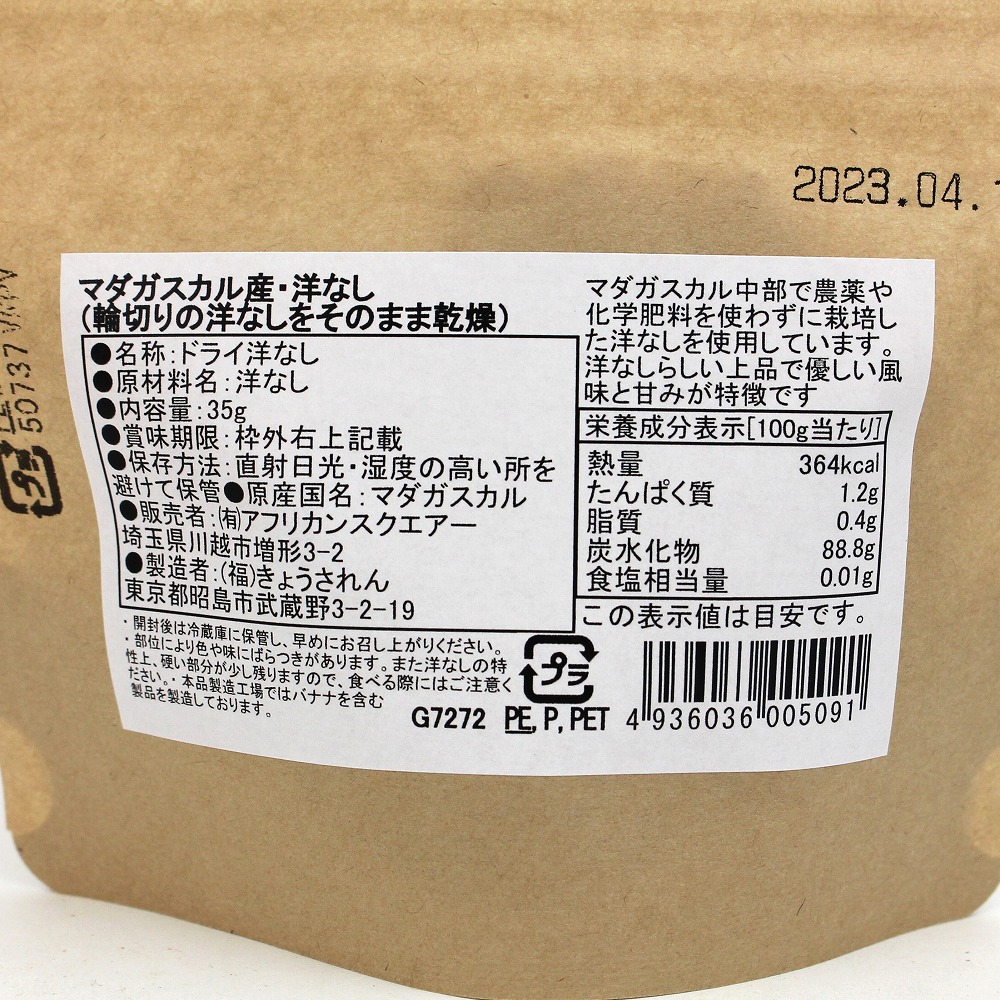 2023.04.
マダガスカル産・洋なし
(輪切りの洋なしをそのまま乾燥)
●名称:ドライ洋なし
●原材料名:洋なし
●内容量:35g
●賞味期限:枠外右上記載
●保存方法:直射日光・湿度の高い所を
避けて保管●原産国名:マダガスカル
●販売者:㈲アフリカンスクエアー
埼玉県川越市増形3-2
●製造者:(福)きょうされん
東京都昭島市武蔵野3-2-19
・開封後は冷蔵庫に保管し、早めにお召し上がりください。
・部位により色や味にばらつきがあります。また洋なしの特
性上、硬い部分が少し残りますので、食べる際にはご注意く
ださい。・本品製造工場ではバナナを含む
製品を製造しております。
マダガスカル中部で農薬や
化学肥料を使わずに栽培し
た洋なしを使用しています。
洋なしらしい上品で優しい風
味と甘みが特徴です
栄養成分表示[100g当たり]
熱量 364kcal
たんぱく質 1.2g
脂質 0.4g
炭水化物 88.8g
食塩相当量 0.01g
この表示値は目安です。
プラ
G7272 PE, P, PET
4 936036 005091
50737
プラ